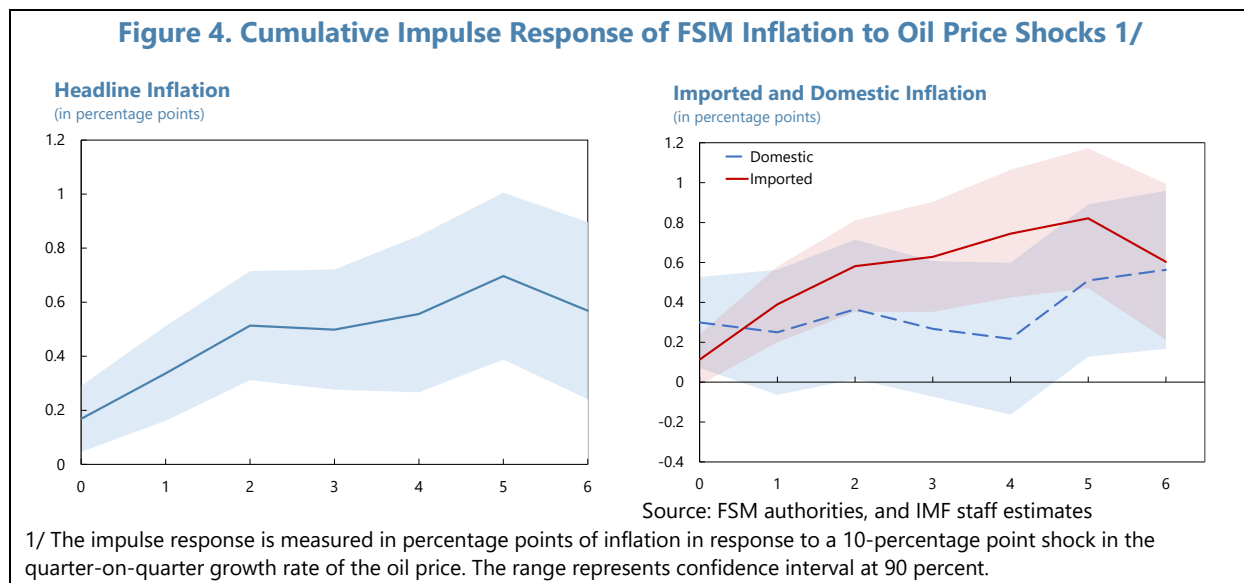 Figure 4. Cumulative Impulse Response of FSM Inflation to Oil Price Shocks 1/
Headline Inflation
(in percentage points)
1.2
1
0.8
0.6
0.4
0.2
0
0 1 2 3 4 5 6
Imported and Domestic Inflation
(in percentage points)
1.2
1
0.8
0.6
0.4
0.2
0
-0.2
-0.4
Domestic
Imported
0 1 2 3 4 5 6
Source: FSM authorities, and IMF staff estimates
1/ The impulse response is measured in percentage points of inflation in response to a 10-percentage point shock in the
quarter-on-quarter growth rate of the oil price. The range represents confidence interval at 90 percent.